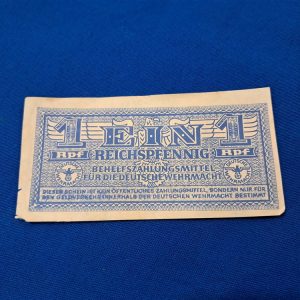 1 EIN 1
Rpf REICHSPFENNIG Rpf
BEHELFSZAHLUNGSMITTEL
FÜR DIE DEUTSCHE WEHRMACHT
DIESER SCHEIN IST KEIN ÖFFENTLICHES ZAHLUNGSMITTEL, SONDERN NUR FÜR
DEN GELDVERKEHR INNERHALB DER DEUTSCHEN WEHRMACHT BESTIMMT